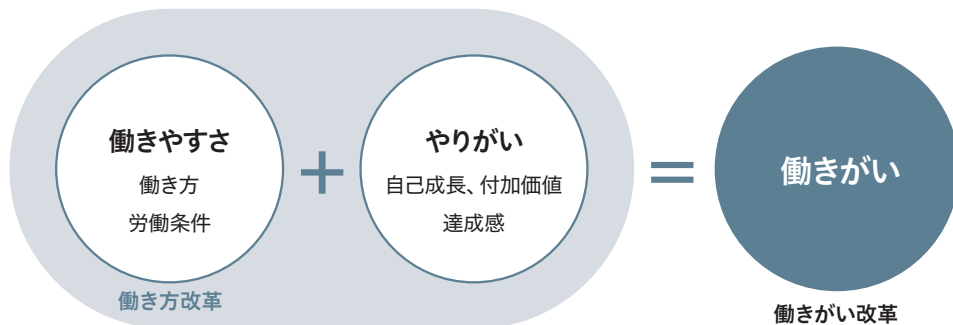 働きやすさ
働き方
労働条件
働き方改革
+
やりがい
自己成長、付加価値
達成感
=
働きがい
働きがい改革